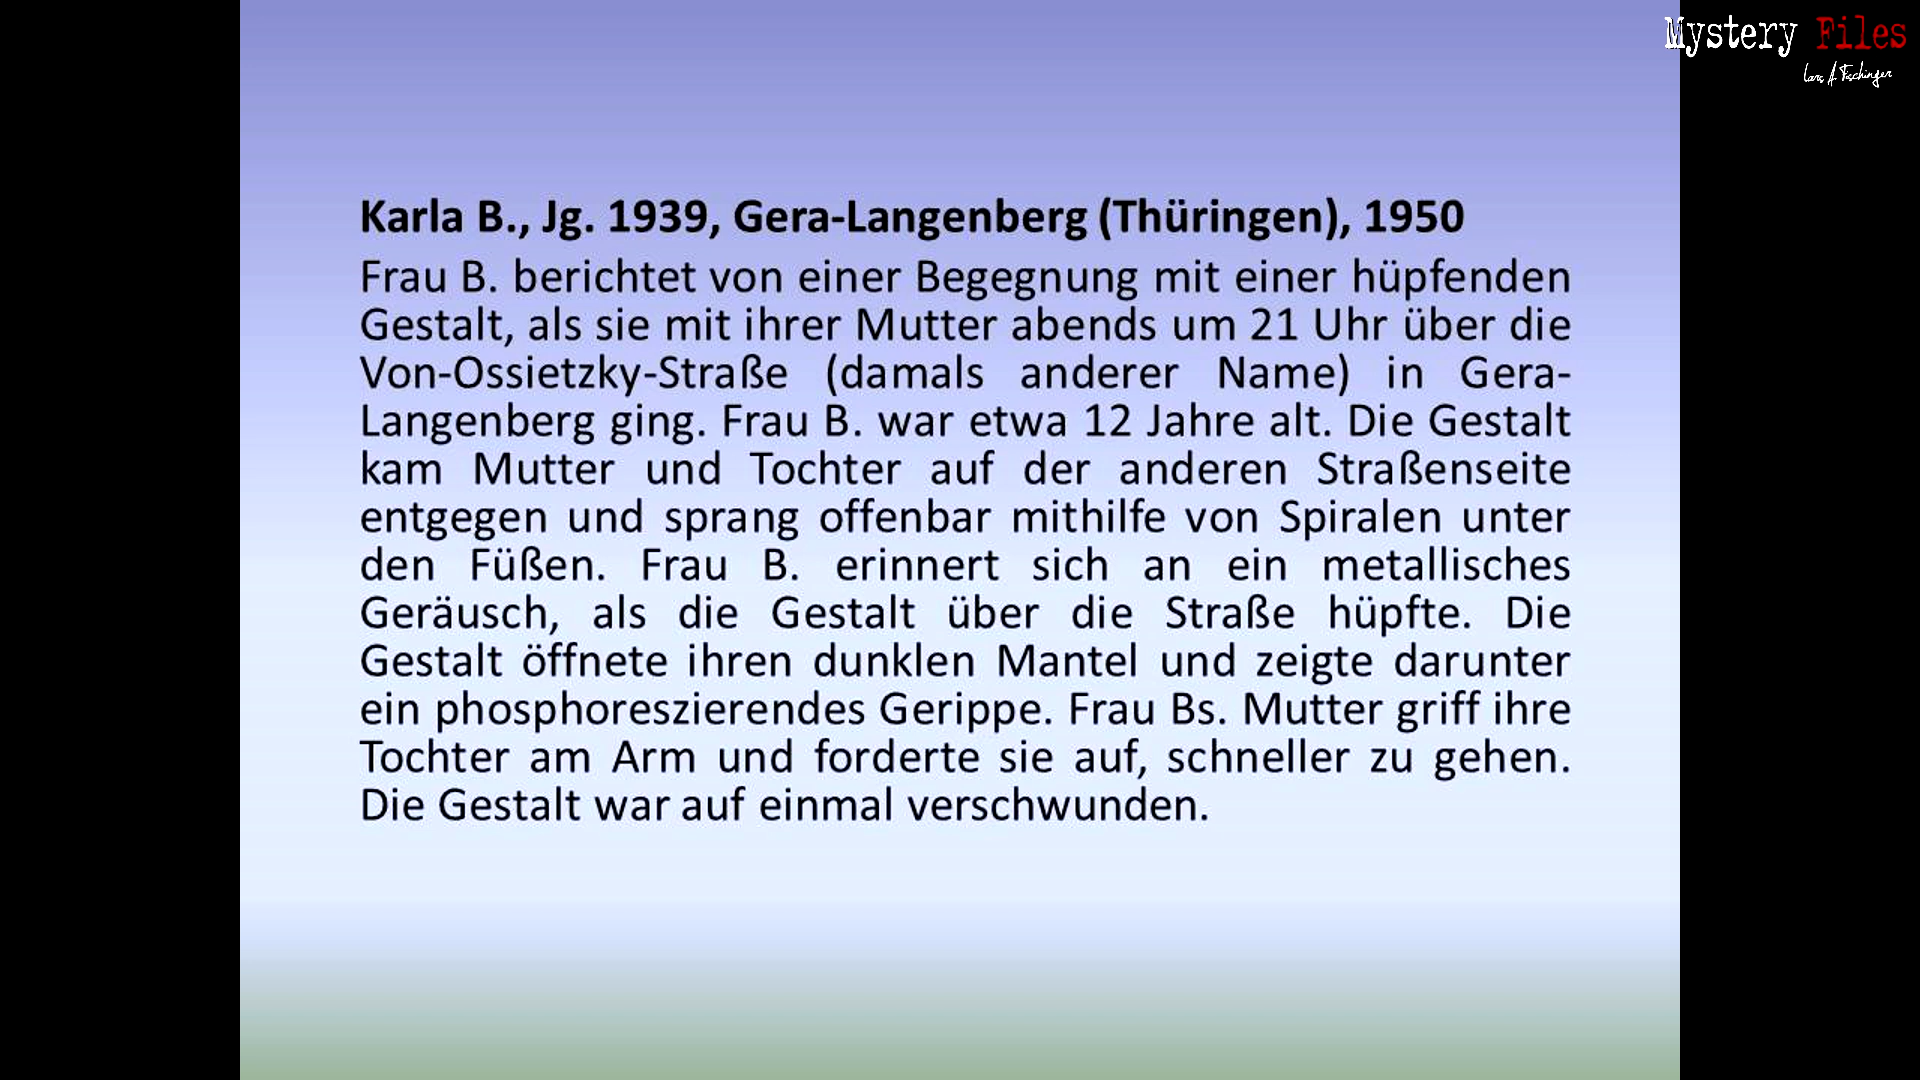 Mystery Files
Lars A. Fischinger
Karla B., Jg. 1939, Gera-Langenberg (Thüringen), 1950
Frau B. berichtet von einer Begegnung mit einer hüpfenden
Gestalt, als sie mit ihrer Mutter abends um 21 Uhr über die
Von-Ossietzky-Straße (damals anderer Name) in Gera-
Langenberg ging. Frau B. war etwa 12 Jahre alt. Die Gestalt
kam Mutter und Tochter auf der anderen Straßenseite
entgegen und sprang offenbar mithilfe von Spiralen unter
den Füßen. Frau B. erinnert sich an ein metallisches
Geräusch, als die Gestalt über die Straße hüpfte. Die
Gestalt öffnete ihren dunklen Mantel und zeigte darunter
ein phosphoreszierendes Gerippe. Frau Bs. Mutter griff ihre
Tochter am Arm und forderte sie auf, schneller zu gehen.
Die Gestalt war auf einmal verschwunden.